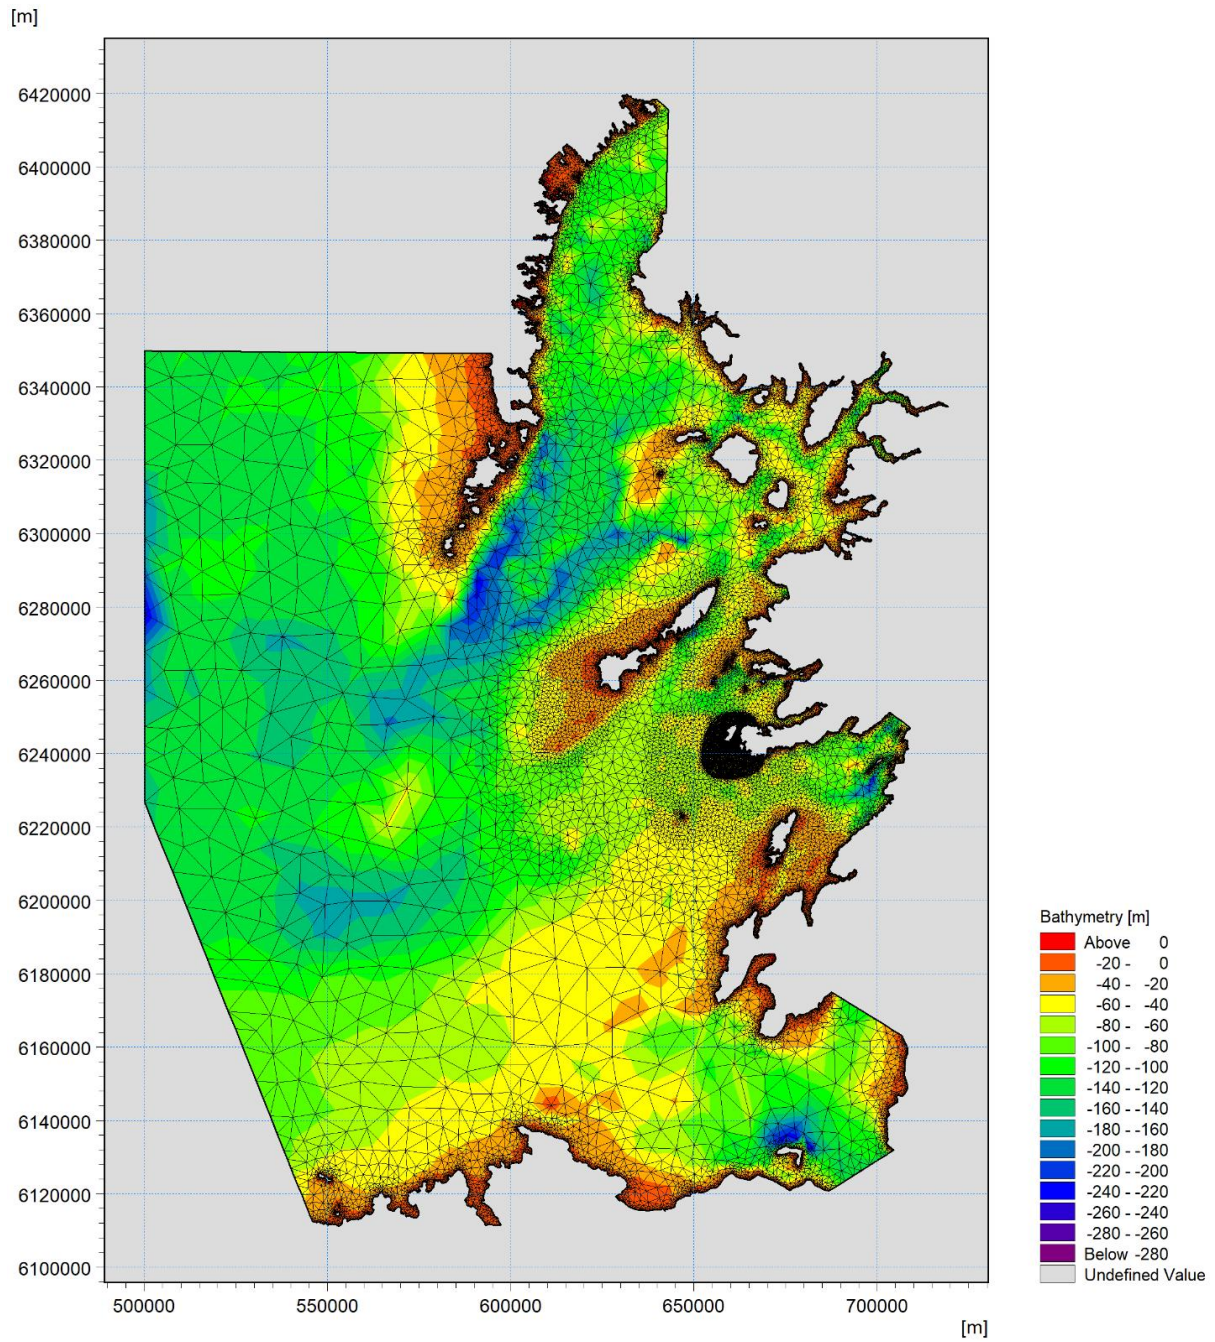 [m]
6420000
6400000
6380000
6360000
6340000
6320000
6300000
6280000
6260000
6240000
6220000
6200000
6180000
6160000
6140000
6120000
6100000
500000 550000 600000 650000 700000
[m]
Bathymetry [m]
Above 0
-20 - 0
-40 - -20
-60 - -40
-80 - -60
-100 - -80
-120 - -100
-140 - -120
-160 - -140
-180 - -160
-200 - -180
-220 - -200
-240 - -220
-260 - -240
-280 - -260
Below -280
Undefined Value